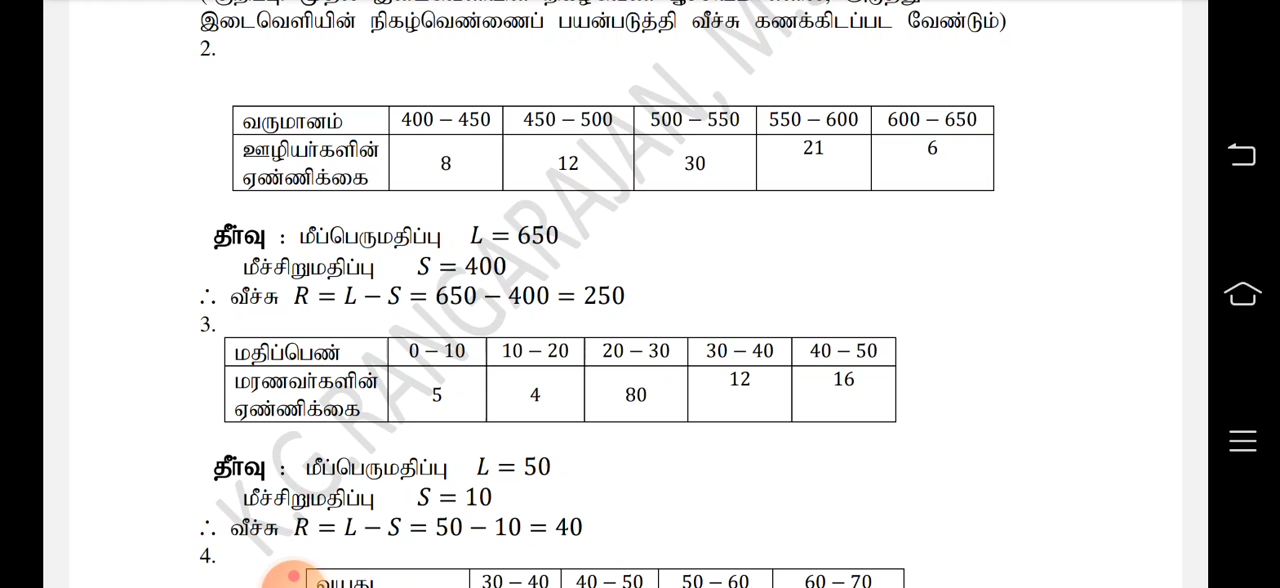 இடைவெளியின் நிகழ்வெண்ணைப் பயன்படுத்தி வீச்சு கணக்கிடப்பட வேண்டும்)
2.
வருமானம் 400 – 450 450 – 500 500 – 550 550 – 600 600 – 650
ஊழியர்களின் ஏண்ணிக்கை 8 12 30 21 6
தீர்வு : மீப்பெருமதிப்பு L = 650
மீச்சிறுமதிப்பு S = 400
∴ வீச்சு R = L – S = 650 – 400 = 250
3.
மதிப்பெண் 0 – 10 10 – 20 20 – 30 30 – 40 40 – 50
மரணவர்களின் ஏண்ணிக்கை 5 4 80 12 16
தீர்வு : மீப்பெருமதிப்பு L = 50
மீச்சிறுமதிப்பு S = 10
∴ வீச்சு R = L – S = 50 – 10 = 40
4.
வயது 30 – 40 40 – 50 50 – 60 60 – 70
K.G.RANGARAJAN, M.